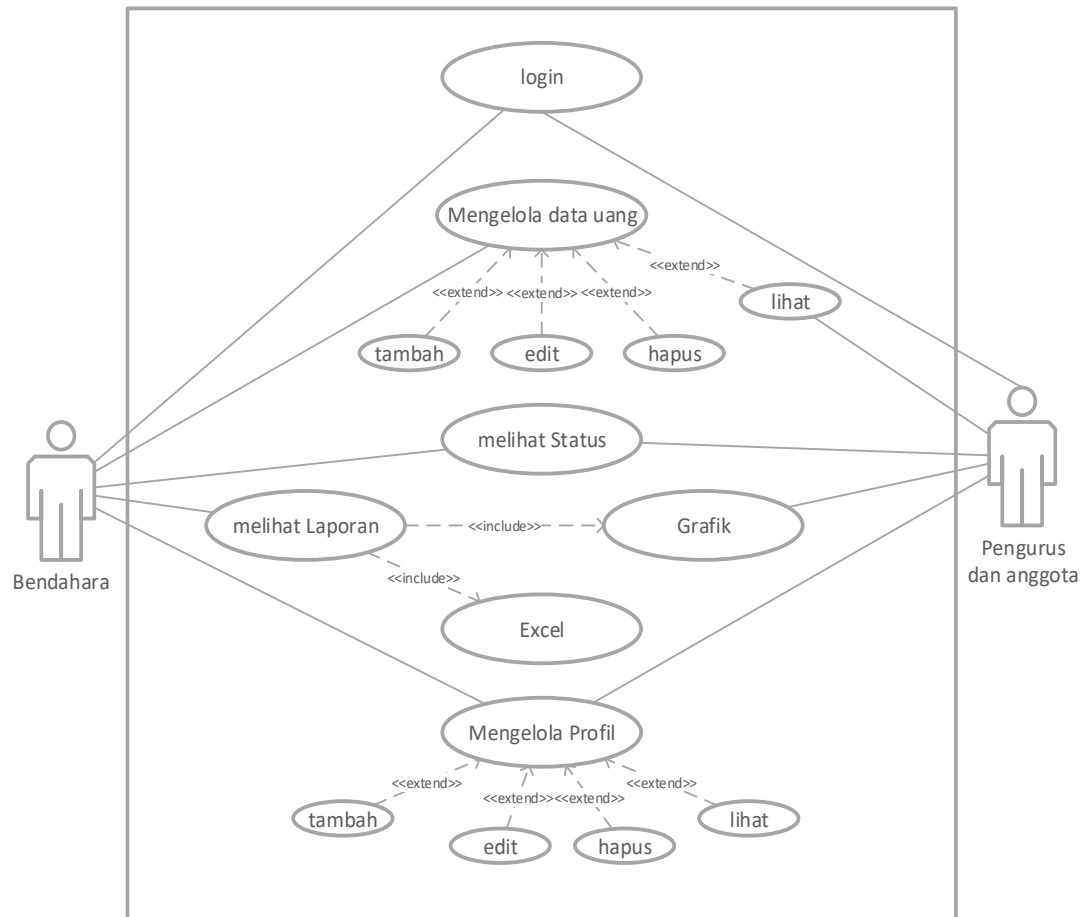 login
Mengelola data uang
<<extend>>
<<extend>>
<<extend>>
<<extend>>
lihat
tambah
edit
hapus
melihat Status
melihat Laporan
<<include>>
Grafik
Bendahara
Pengurus
dan anggota
<<include>>
Excel
Mengelola Profil
<<extend>>
<<extend>>
<<extend>>
<<extend>>
tambah
edit
hapus
lihat